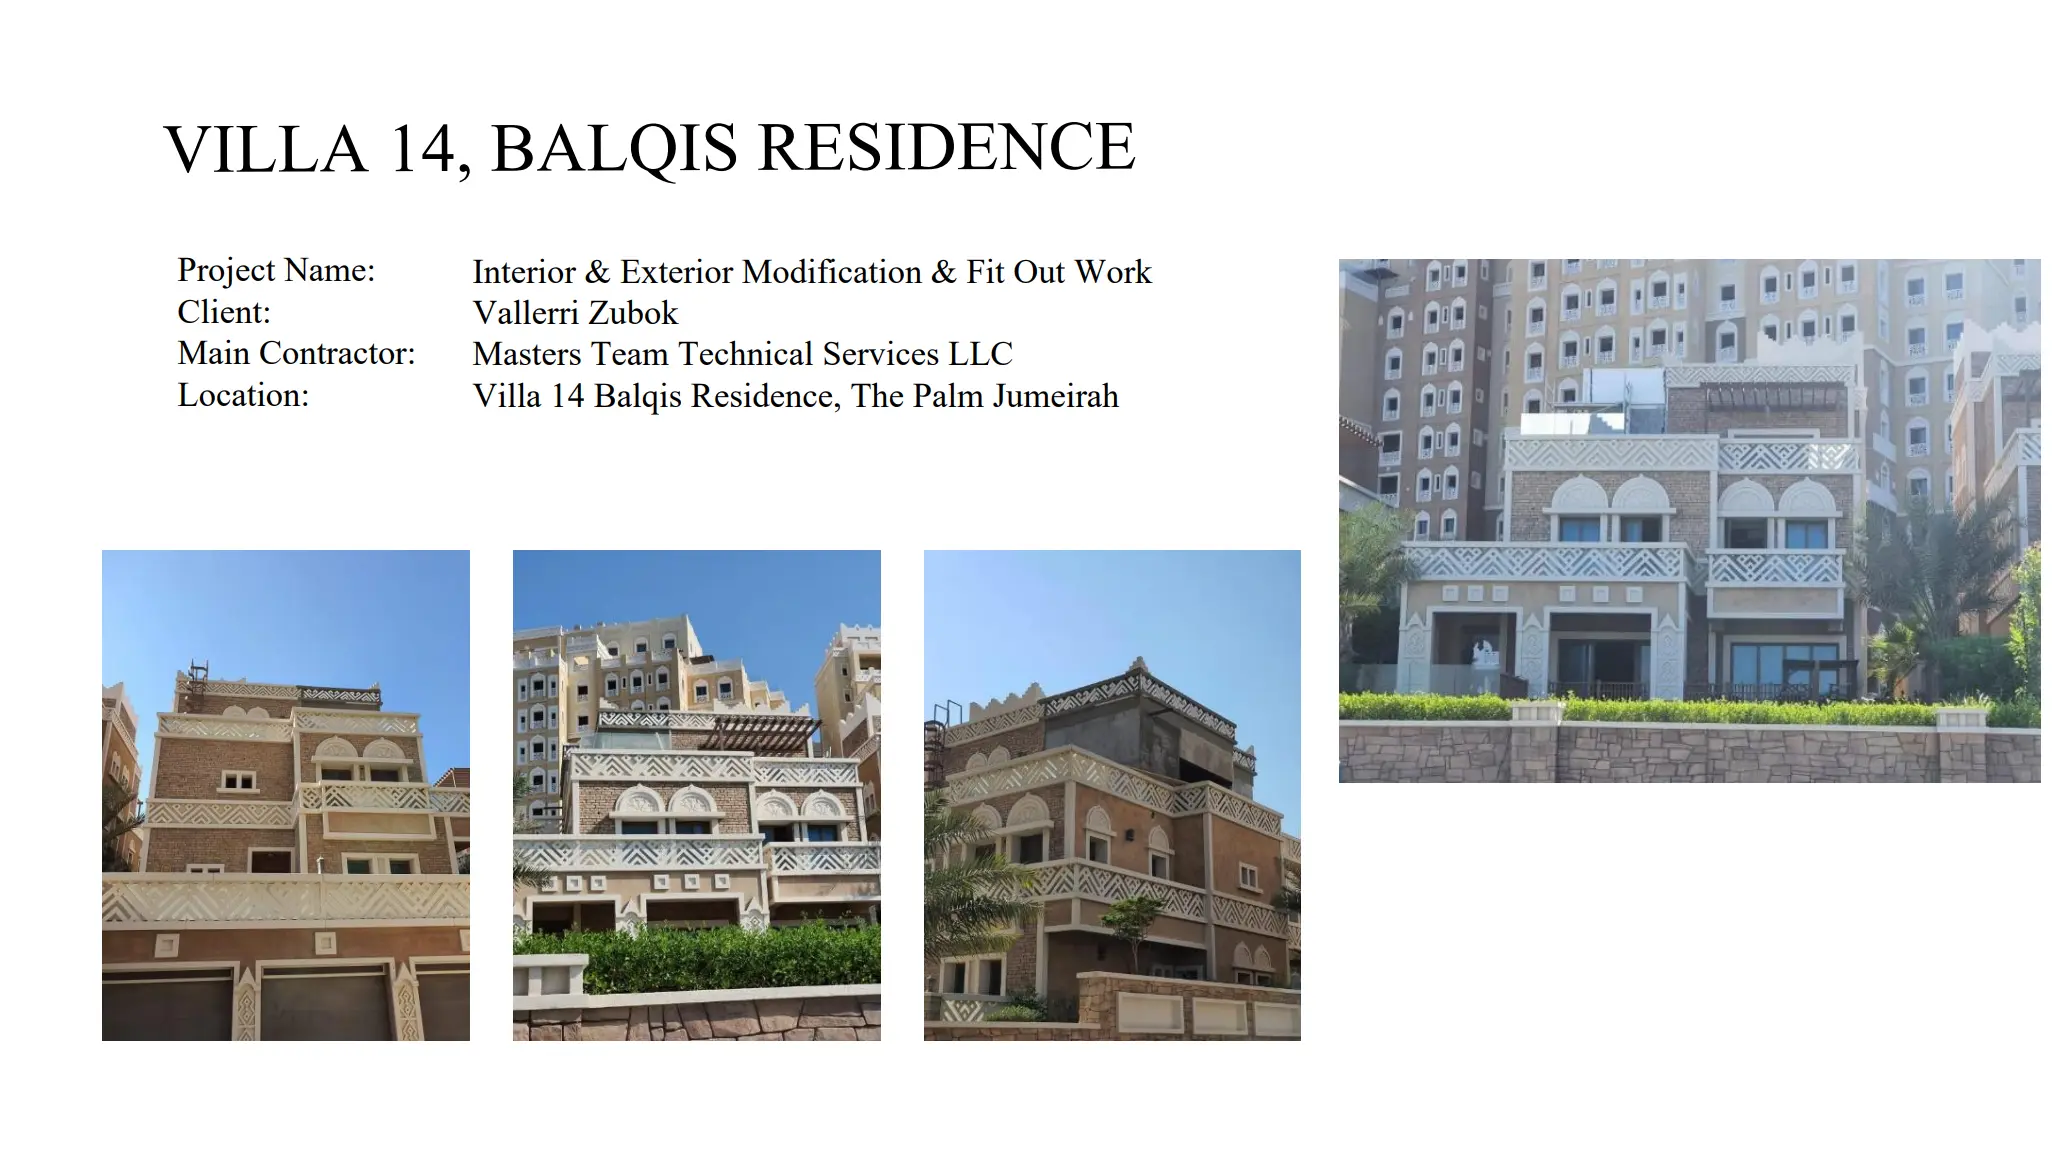 VILLA 14, BALQIS RESIDENCE
Project Name: Interior & Exterior Modification & Fit Out Work
Client: Vallerri Zubok
Main Contractor: Masters Team Technical Services LLC
Location: Villa 14 Balqis Residence, The Palm Jumeirah